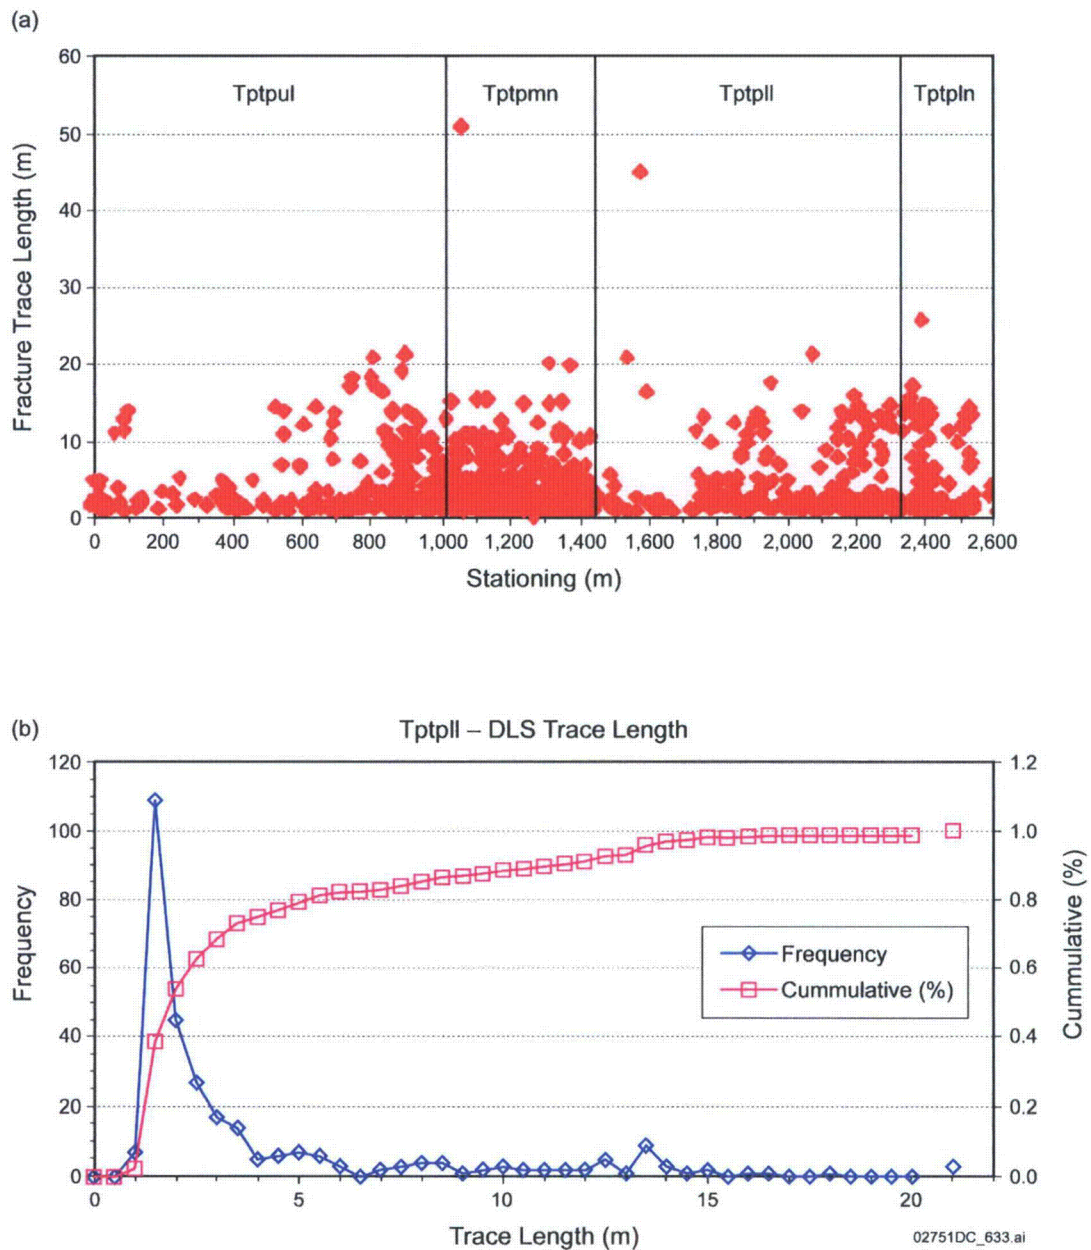 (a)
60
50
40
30
20
10
0
Fracture Trace Length (m)
Tptpul
Tptpmn
Tptpll
Tptpln
0 200 400 600 800 1,000 1,200 1,400 1,600 1,800 2,000 2,200 2,400 2,600
Stationing (m)
(b)
Tptpll – DLS Trace Length
120
100
80
60
40
20
0
Frequency
1.2
1.0
0.8
0.6
0.4
0.2
0.0
Cummulative (%)
Frequency
Cummulative (%)
0 5 10 15 20
Trace Length (m)
02751DC_633.ai